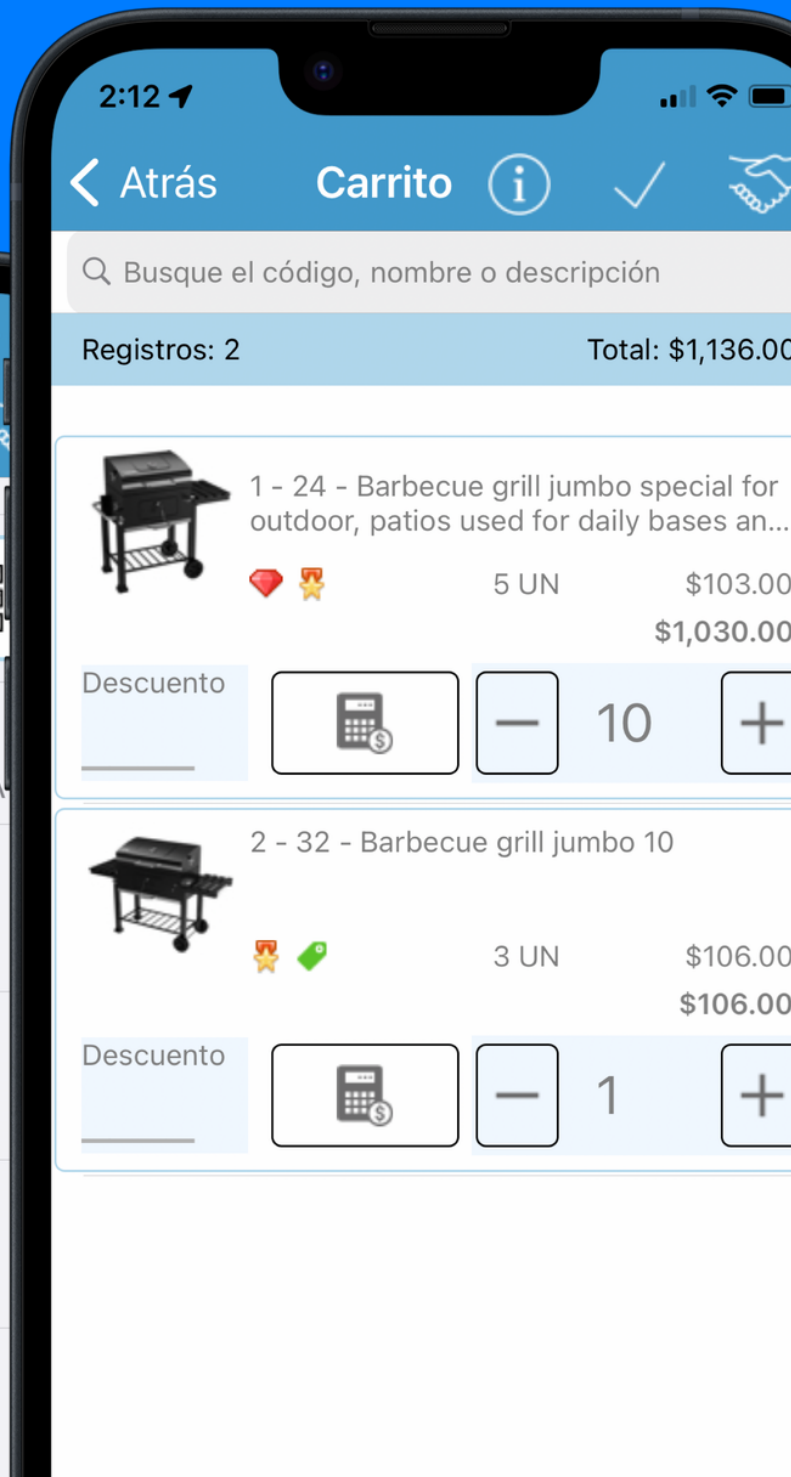 2:12
Atrás
Carrito
Busque el código, nombre o descripción
Registros: 2
Total: $1,136.00
1 - 24 - Barbecue grill jumbo special for
outdoor, patios used for daily bases an...
5 UN
$103.00
$1,030.00
Descuento
10
2 - 32 - Barbecue grill jumbo 10
3 UN
$106.00
$106.00
Descuento
1